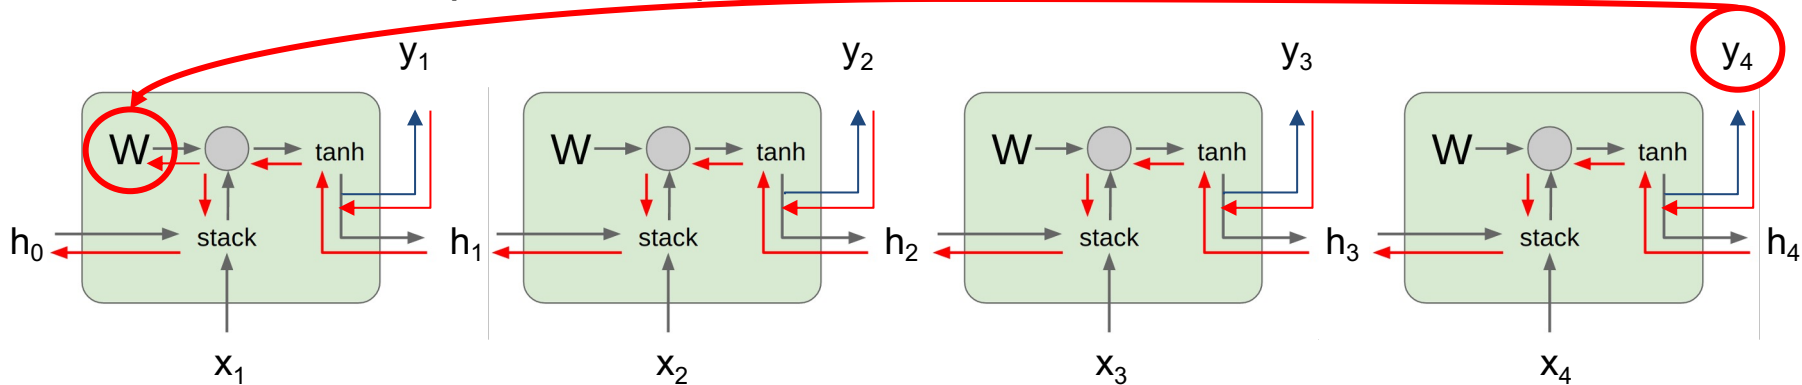 y1 y2 y3 y4
W tanh W tanh W tanh W tanh
h0 stack h1 stack h2 stack h3 stack h4
x1 x2 x3 x4